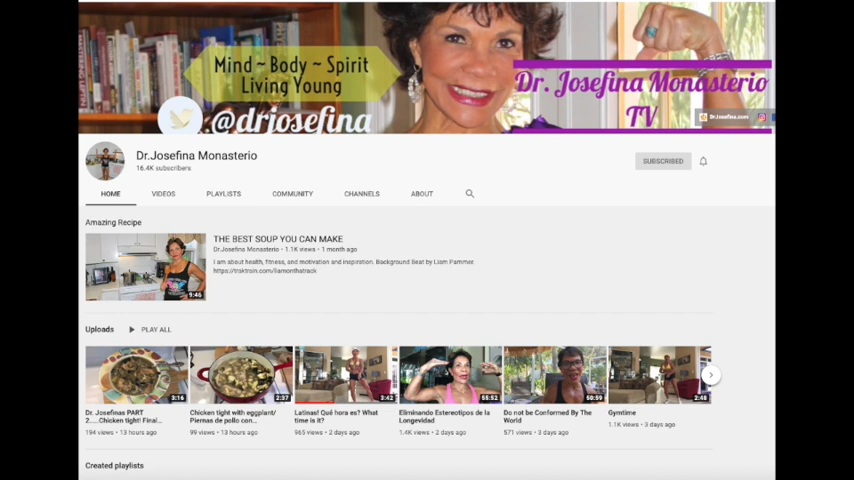 Mind ~ Body ~ Spirit
Living Young
@drjosefina
Dr. Josefina Monasterio
TV
DrJosefina.com
Dr.Josefina Monasterio
16.4K subscribers
SUBSCRIBED
HOME VIDEOS PLAYLISTS COMMUNITY CHANNELS ABOUT
Amazing Recipe
THE BEST SOUP YOU CAN MAKE
Dr.Josefina Monasterio • 1.1K views • 1 month ago
I am about health, fitness, and motivation and inspiration. Background Beat by Liam Pammer.
https://traktrain.com/liamonthatrack
9:46
Uploads PLAY ALL
3:16 2:37 3:42 55:52 50:59 2:48
Dr. Josefinas PART
2.....Chicken tight! Final...
194 views • 13 hours ago
Chicken tight with eggplant/
Piernas de pollo con...
99 views • 13 hours ago
Latinas! Qué hora es? What
time is it?
965 views • 2 days ago
Eliminando Estereotipos de la
Longevidad
1.4K views • 2 days ago
Do not be Conformed By The
World
571 views • 3 days ago
Gymtime
1.1K views • 3 days ago
Created playlists